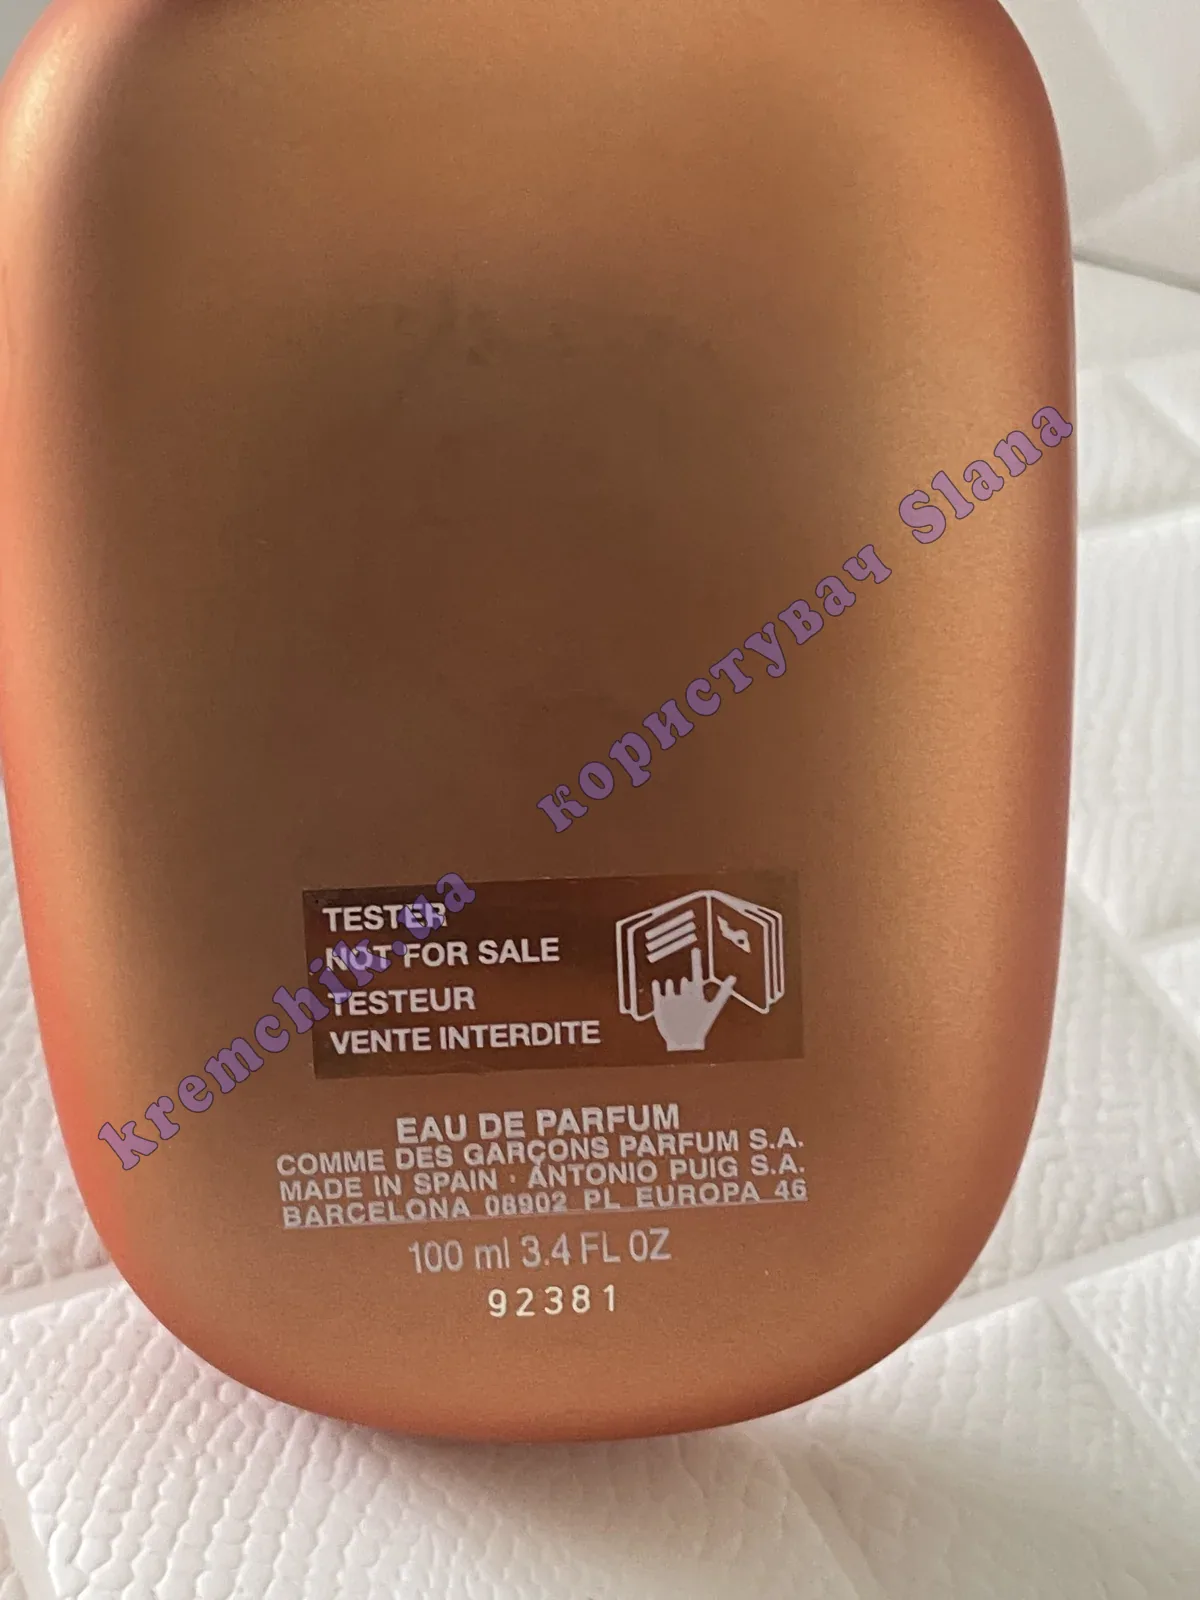 користувач Slana
kremchik.ua
TESTER
NOT FOR SALE
TESTEUR
VENTE INTERDITE
EAU DE PARFUM
COMME DES GARÇONS PARFUM S.A.
MADE IN SPAIN · ANTONIO PUIG S.A.
BARCELONA 08902 PL EUROPA 46
100 ml 3.4 FL OZ
92381